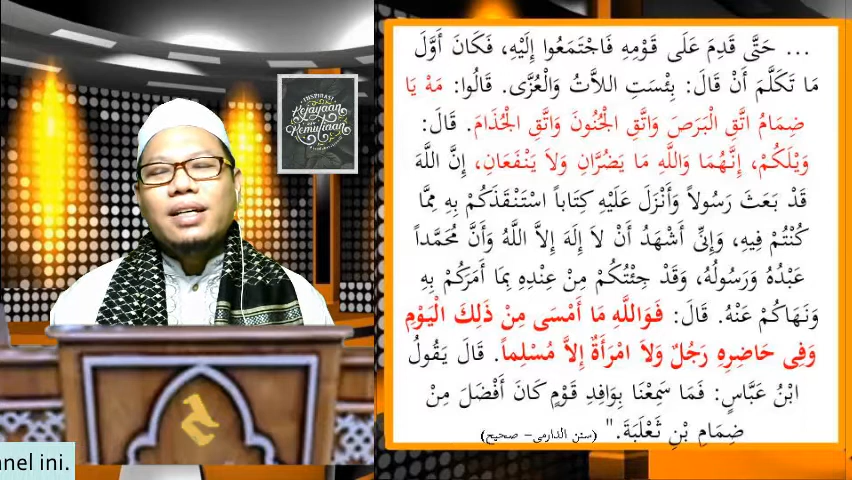 INSPIRASI
Kejayaan
Kemuliaan
... حَتَّى قَدِمَ عَلَى قَوْمِهِ فَاجْتَمَعُوا إِلَيْهِ، فَكَانَ أَوَّلَ
مَا تَكَلَّمَ أَنْ قَالَ: بِئْسَتِ اللاَّتُ وَالْعُزَّى. قَالُوا: مَهْ يَا
ضِمَامُ اتَّقِ الْبَرَصَ وَاتَّقِ الْجُنُونَ وَاتَّقِ الْجُذَامَ. قَالَ:
وَيْلَكُمْ، إِنَّهُمَا وَاللَّهِ مَا يَضُرَّانِ وَلاَ يَنْفَعَانِ، إِنَّ اللَّهَ
قَدْ بَعَثَ رَسُولاً وَأَنْزَلَ عَلَيْهِ كِتَاباً اسْتَنْقَذَكُمْ بِهِ مِمَّا
كُنْتُمْ فِيهِ، وَإِنِّى أَشْهَدُ أَنْ لاَ إِلَهَ إِلاَّ اللَّهُ وَأَنَّ مُحَمَّداً
عَبْدُهُ وَرَسُولُهُ، وَقَدْ جِئْتُكُمْ مِنْ عِنْدِهِ بِمَا أَمَرَكُمْ بِهِ
وَنَهَاكُمْ عَنْهُ. قَالَ: فَوَاللَّهِ مَا أَمْسَى مِنْ ذَلِكَ الْيَوْمِ
وَفِى حَاضِرِهِ رَجُلٌ وَلاَ امْرَأَةٌ إِلاَّ مُسْلِماً. قَالَ يَقُولُ
ابْنُ عَبَّاسٍ: فَمَا سَمِعْنَا بِوَافِدِ قَوْمٍ كَانَ أَفْضَلَ مِنْ
ضِمَامِ بْنِ ثَعْلَبَةَ." (سنن الدارمى- صحيح)
nel ini.